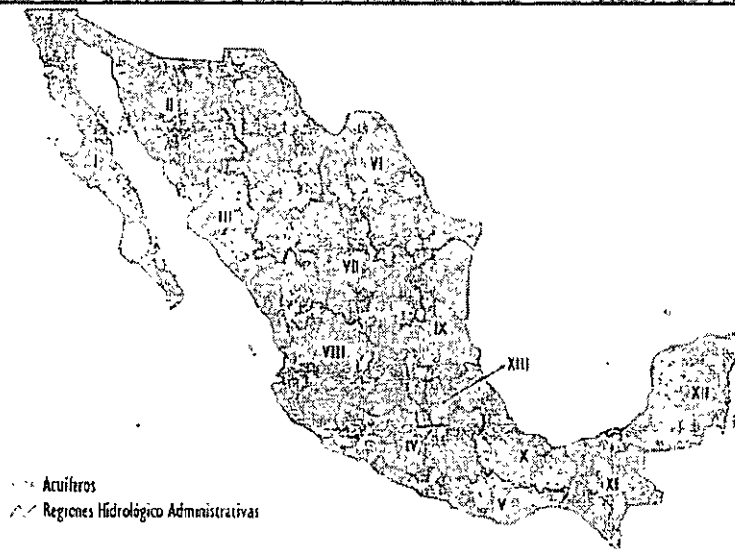 II
I
VI
III
VII
IX
VIII
XIII
XII
IV
X
XI
V
Acuíferos
Regiones Hidrológico Administrativas